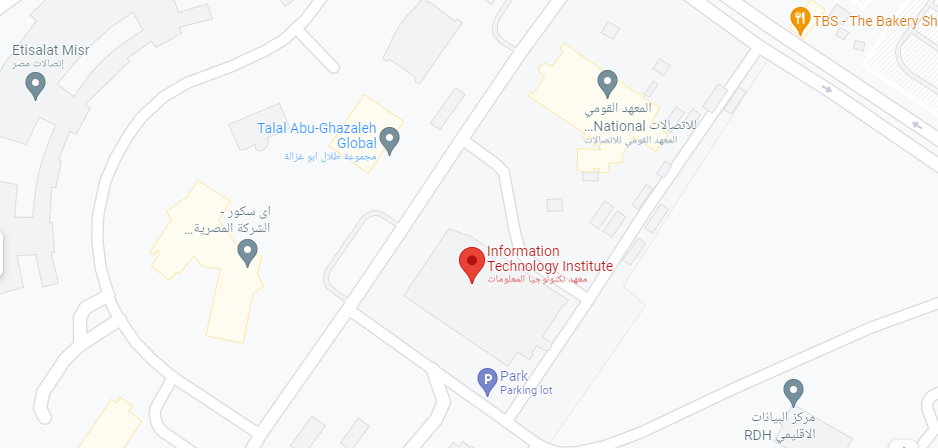 TBS - The Bakery Sh
Etisalat Misr
إتصالات مصر
المعهد القومي
للاتصالات National...
المعهد القومي للاتصالات
Talal Abu-Ghazaleh
Global
مجموعة طلال ابو غزالة
اى سكور -
الشركة المصرية...
Information
Technology Institute
معهد تكنولوجيا المعلومات
Park
Parking lot
مركز البيانات
الاقليمي RDH